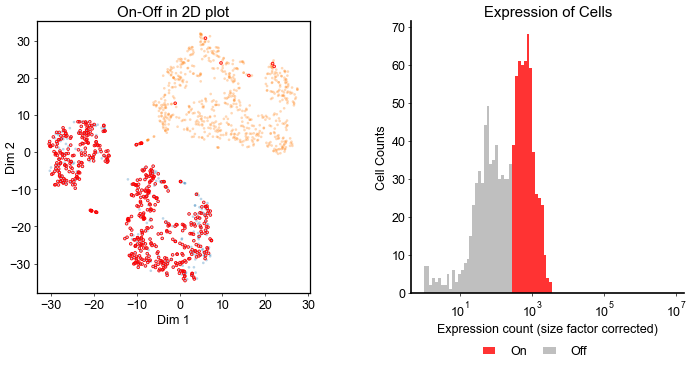 On-Off in 2D plot
30
20
10
0
−10
−20
−30
Dim 2
−30 −20 −10 0 10 20 30
Dim 1
Expression of Cells
70
60
50
40
30
20
10
0
Cell Counts
10^1 10^3 10^5 10^7
Expression count (size factor corrected)
On Off